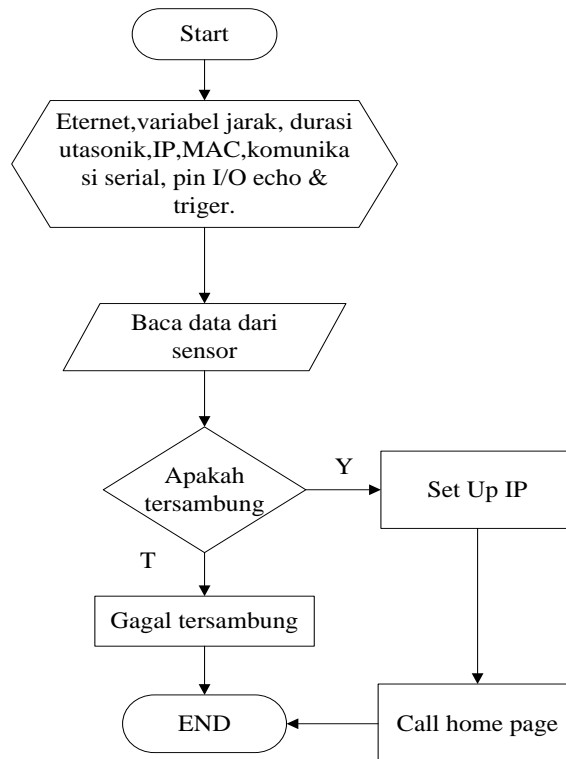 Start
Eternet,variabel jarak, durasi
utasonik,IP,MAC,komunika
si serial, pin I/O echo &
triger.
Baca data dari
sensor
Apakah
tersambung
Y
Set Up IP
T
Gagal tersambung
END
Call home page